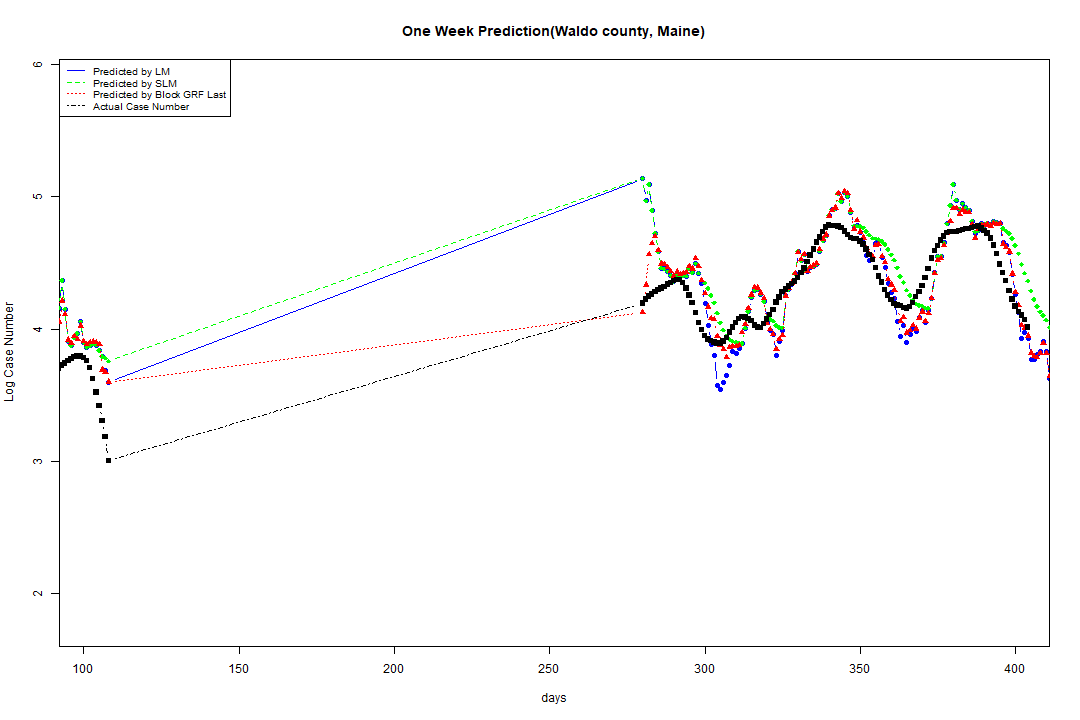 One Week Prediction(Waldo county, Maine)
Predicted by LM
Predicted by SLM
Predicted by Block GRF Last
Actual Case Number
6
5
4
3
2
Log Case Number
100 150 200 250 300 350 400
days